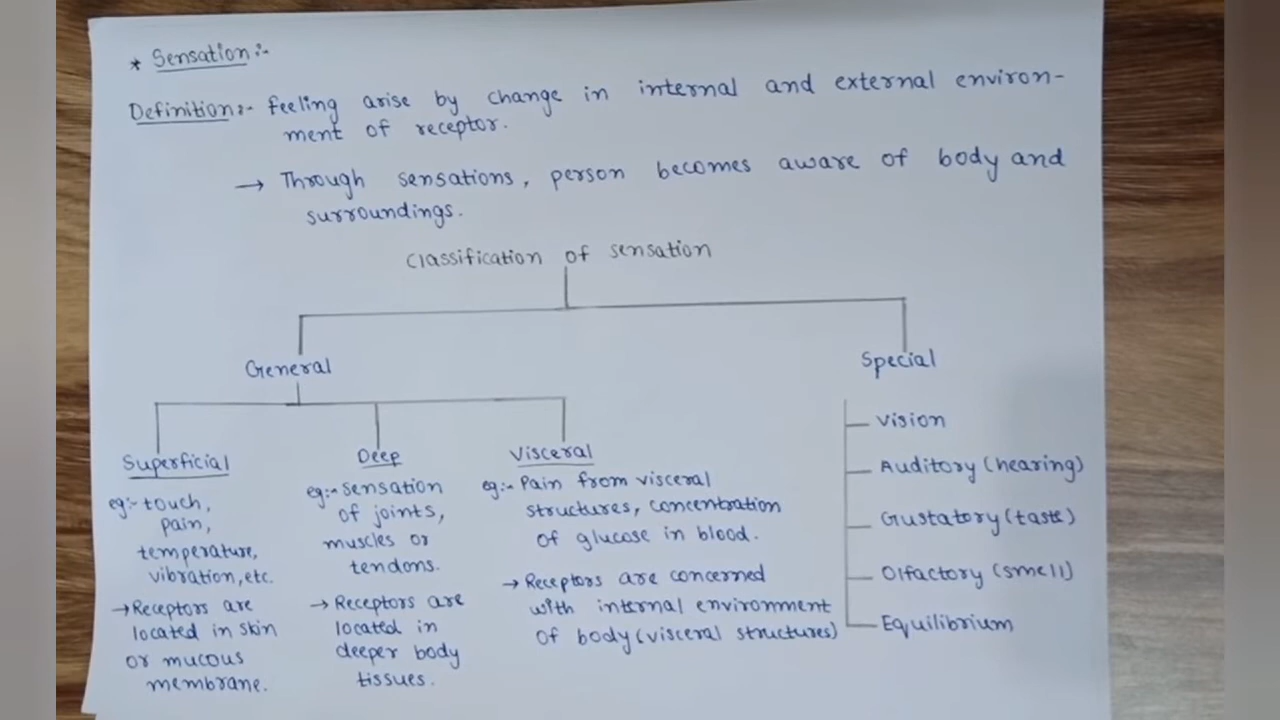 * Sensation:-
Definition:- feeling arise by change in internal and external environ-
ment of receptor.
→ Through sensations, person becomes aware of body and
surroundings.
Classification of sensation
General
Special
Superficial
eg:- touch,
pain,
temperature,
vibration, etc.
→ Receptors are
located in skin
or mucous
membrane.
Deep
eg:- sensation
of joints,
muscles or
tendons.
→ Receptors are
located in
deeper body
tissues.
Visceral
eg:- Pain from visceral
structures, concentration
of glucose in blood.
→ Receptors are concerned
with internal environment
of body (visceral structures)
Vision
Auditory (hearing)
Gustatory (taste)
Olfactory (smell)
Equilibrium